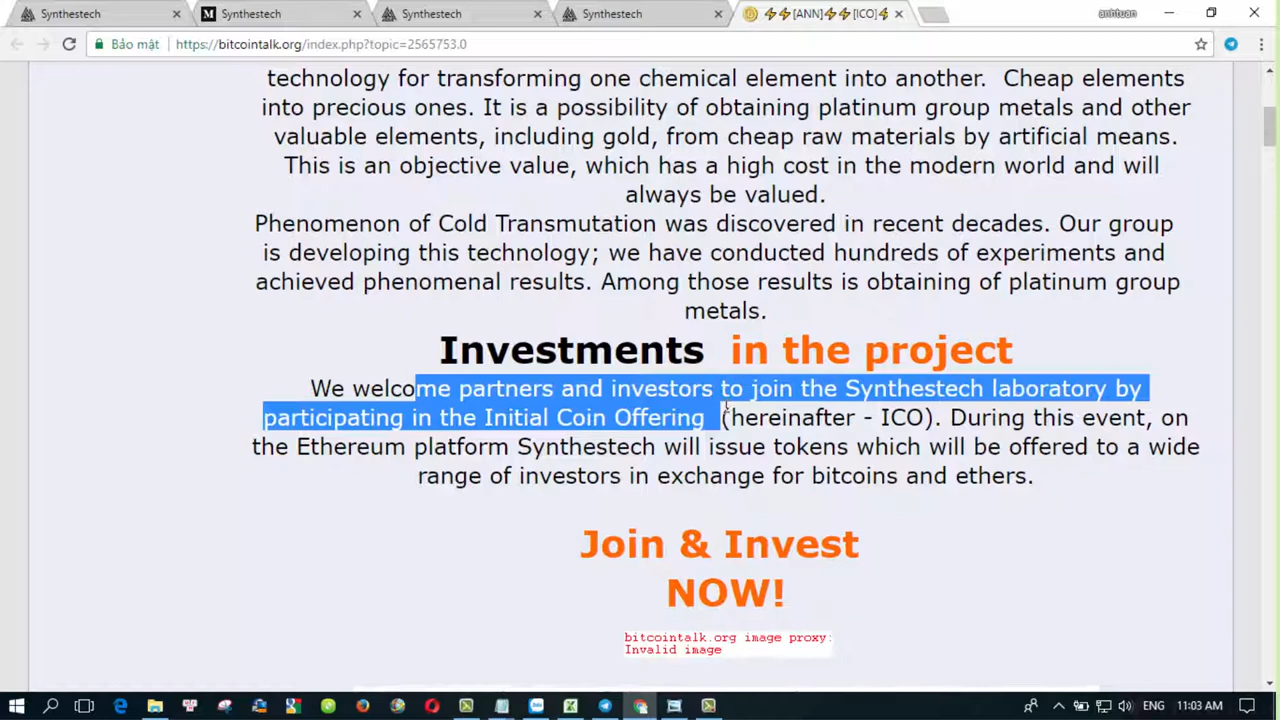 Synthestech
Synthestech
Synthestech
Synthestech
[ANN]⚡⚡[ICO]
anhtuan
Bảo mật
https://bitcointalk.org/index.php?topic=2565753.0
technology for transforming one chemical element into another.  Cheap elements
into precious ones. It is a possibility of obtaining platinum group metals and other
valuable elements, including gold, from cheap raw materials by artificial means.
This is an objective value, which has a high cost in the modern world and will
always be valued.
Phenomenon of Cold Transmutation was discovered in recent decades. Our group
is developing this technology; we have conducted hundreds of experiments and
achieved phenomenal results. Among those results is obtaining of platinum group
metals.
Investments  in the project
We welcome partners and investors to join the Synthestech laboratory by
participating in the Initial Coin Offering  (hereinafter - ICO). During this event, on
the Ethereum platform Synthestech will issue tokens which will be offered to a wide
range of investors in exchange for bitcoins and ethers.
Join & Invest
NOW!
bitcointalk.org image proxy:
Invalid image
ENG
11:03 AM